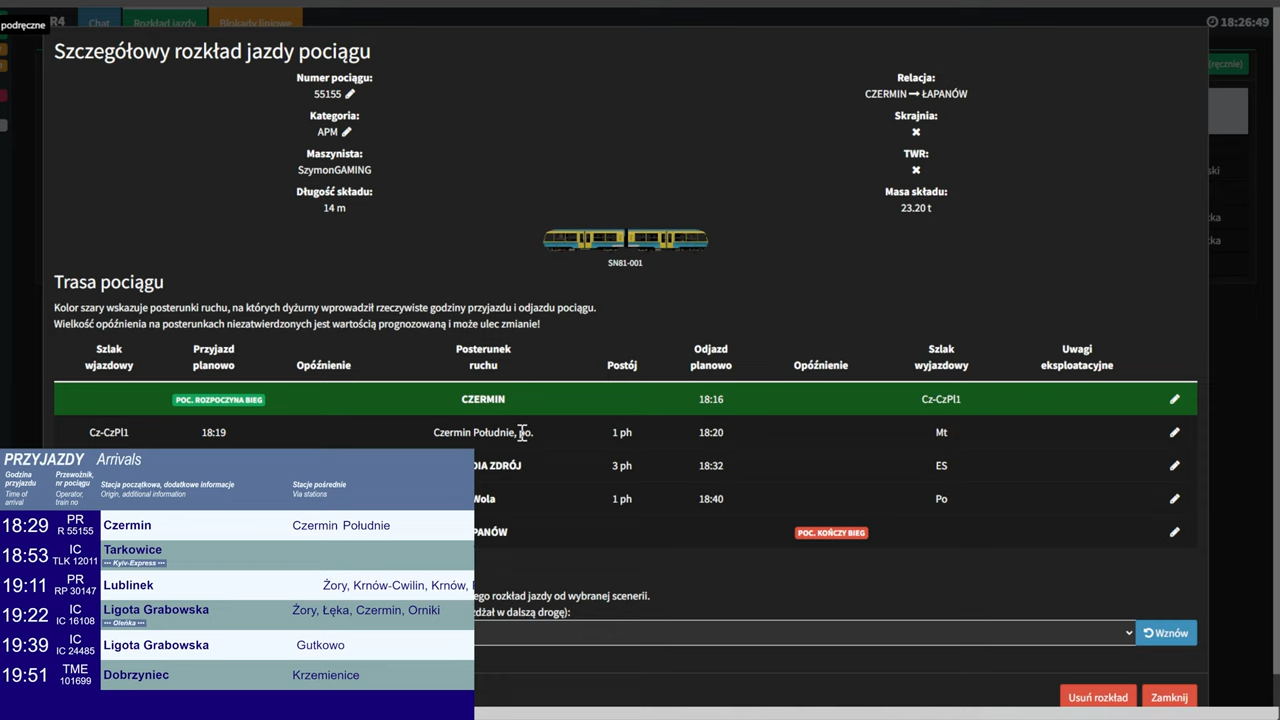 podręczne
R4
Chat
Rozkład jazdy
Blokady liniowe
18:26:49
Szczegółowy rozkład jazdy pociągu
Numer pociągu:
55155
Kategoria:
APM
Maszynista:
SzymonGAMING
Długość składu:
14 m
Relacja:
CZERMIN → ŁAPANÓW
Skrajnia:
TWR:
Masa składu:
23.20 t
ręcznie)
ski
cka
cka
SN81-001
Trasa pociągu
Kolor szary wskazuje posterunki ruchu, na których dyżurny wprowadził rzeczywiste godziny przyjazdu i odjazdu pociągu.
Wielkość opóźnienia na posterunkach niezatwierdzonych jest wartością prognozowaną i może ulec zmianie!
Szlak wjazdowy Przyjazd planowo Opóźnienie Posterunek ruchu Postój Odjazd planowo Opóźnienie Szlak wyjazdowy Uwagi eksploatacyjne
POC. ROZPOCZYNA BIEG CZERMIN 18:16 Cz-CzPl1
Cz-CzPl1 18:19 Czermin Południe, po. 1 ph 18:20 Mt
DIA ZDRÓJ 3 ph 18:32 ES
Wola 1 ph 18:40 Po
PANÓW POC. KOŃCZY BIEG
ego rozkład jazdy od wybranej scenerii.
dżał w dalszą drogę):
Wznów
Usuń rozkład
Zamknij
PRZYJAZDY Arrivals
Godzina przyjazdu Przewoźnik, nr pociągu Stacja początkowa, dodatkowe informacje Stacje pośrednie
Time of arrival Operator, train no Origin, additional information Via stations
18:29 PR R 55155 Czermin Czermin Południe
18:53 IC TLK 12011 Tarkowice
••• Kyiv-Express •••
19:11 PR RP 30147 Lublinek Żory, Krnów-Cwilin, Krnów,
19:22 IC IC 16108 Ligota Grabowska Żory, Łęka, Czermin, Orniki
••• Oleńka •••
19:39 IC IC 24485 Ligota Grabowska Gutkowo
19:51 TME 101699 Dobrzyniec Krzemienice